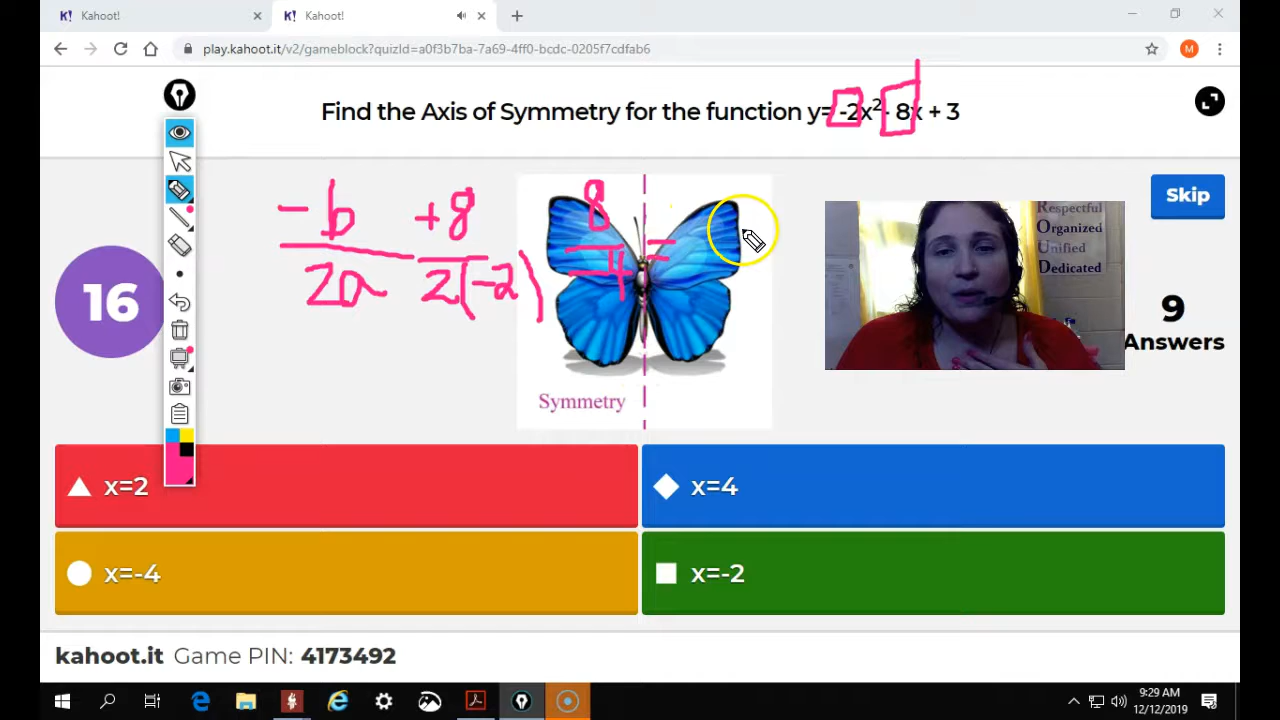 Kahoot!
Kahoot!
play.kahoot.it/v2/gameblock?quizId=a0f3b7ba-7a69-4ff0-bcdc-0205f7cdfab6
M
Find the Axis of Symmetry for the function y= -2x²- 8x + 3
Skip
-b +8 8 =
2a 2(-2) -4
Respectful
Organized
Unified
Dedicated
16
9
Answers
Symmetry
x=2
x=4
x=-4
x=-2
kahoot.it Game PIN: 4173492
9:29 AM
12/12/2019